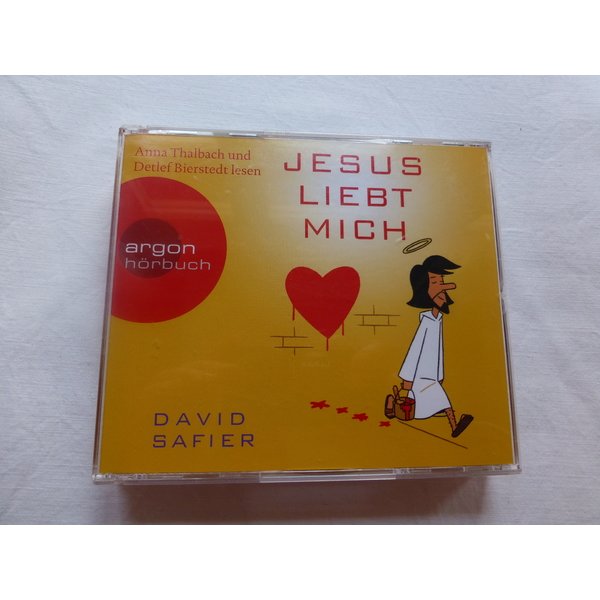 Anna Thalbach und
Detlef Bierstedt lesen
JESUS
LIEBT
MICH
argon
hörbuch
DAVID
SAFIER